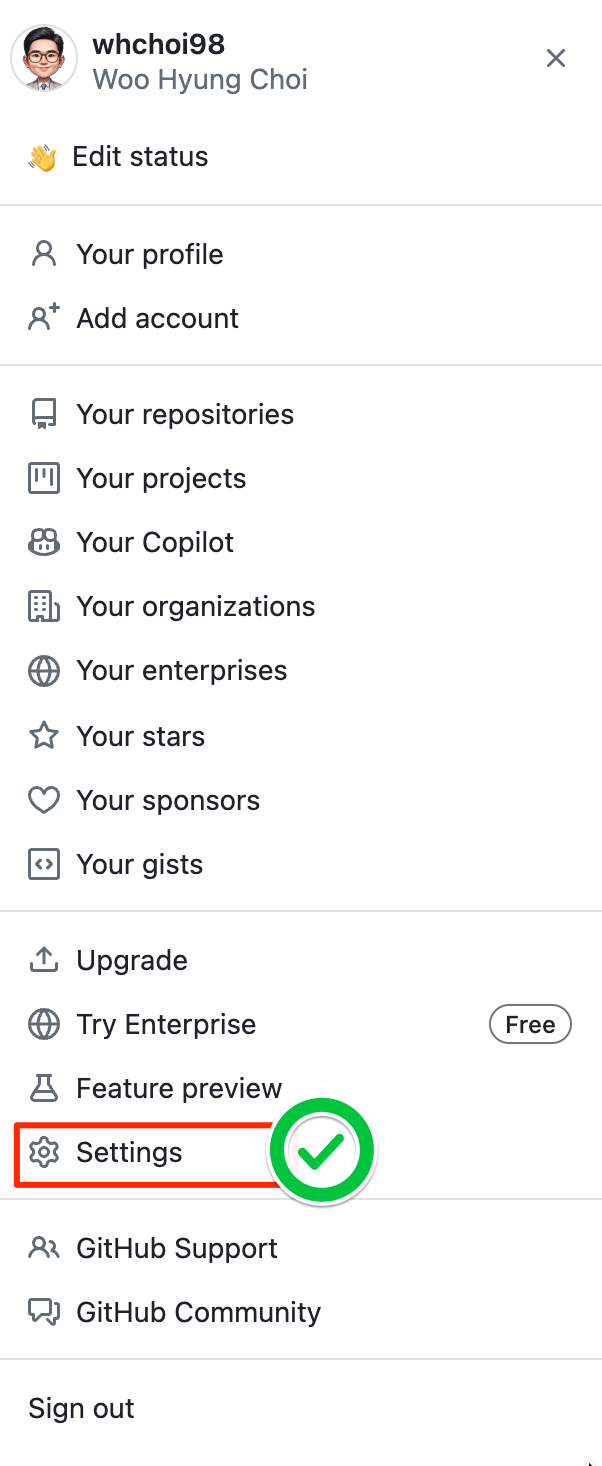 whchoi98
Woo Hyung Choi
Edit status
Your profile
Add account
Your repositories
Your projects
Your Copilot
Your organizations
Your enterprises
Your stars
Your sponsors
Your gists
Upgrade
Try Enterprise Free
Feature preview
Settings
GitHub Support
GitHub Community
Sign out